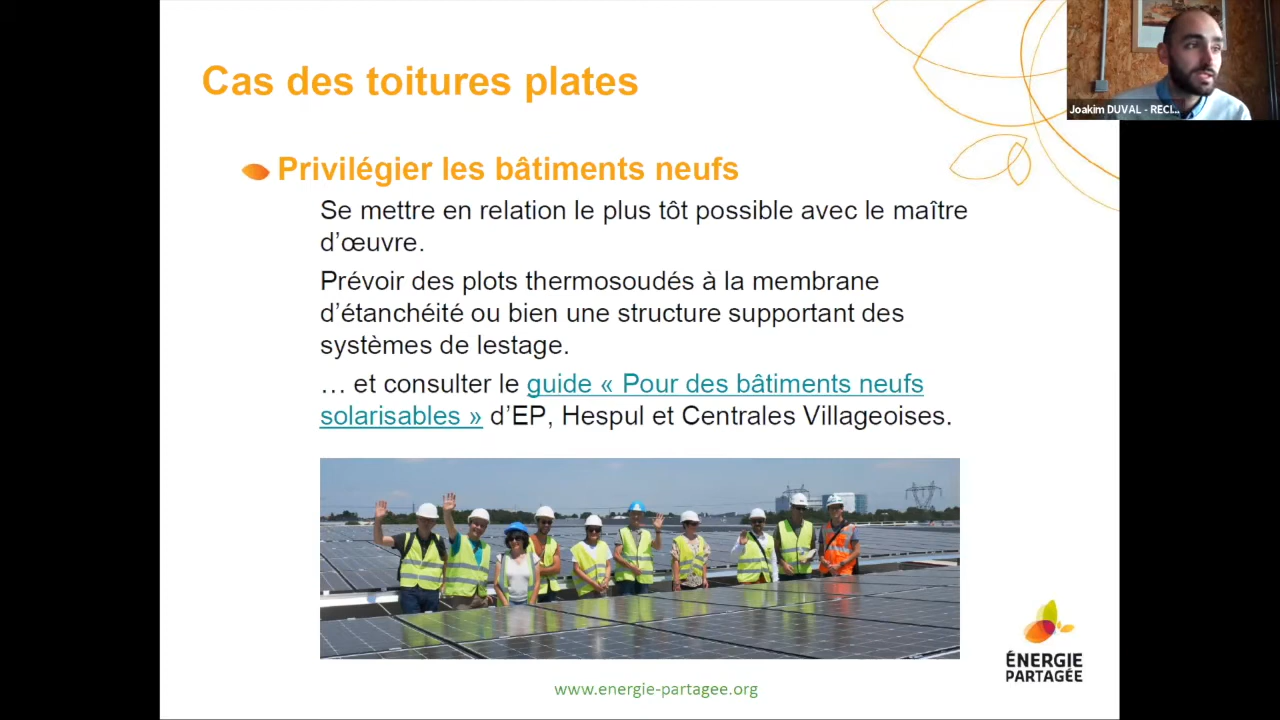 Cas des toitures plates
Joakim DUVAL - RECI...
Privilégier les bâtiments neufs
Se mettre en relation le plus tôt possible avec le maître
d’œuvre.
Prévoir des plots thermosoudés à la membrane
d’étanchéité ou bien une structure supportant des
systèmes de lestage.
… et consulter le guide « Pour des bâtiments neufs
solarisables » d’EP, Hespul et Centrales Villageoises.
ÉNERGIE
PARTAGÉE
www.energie-partagee.org